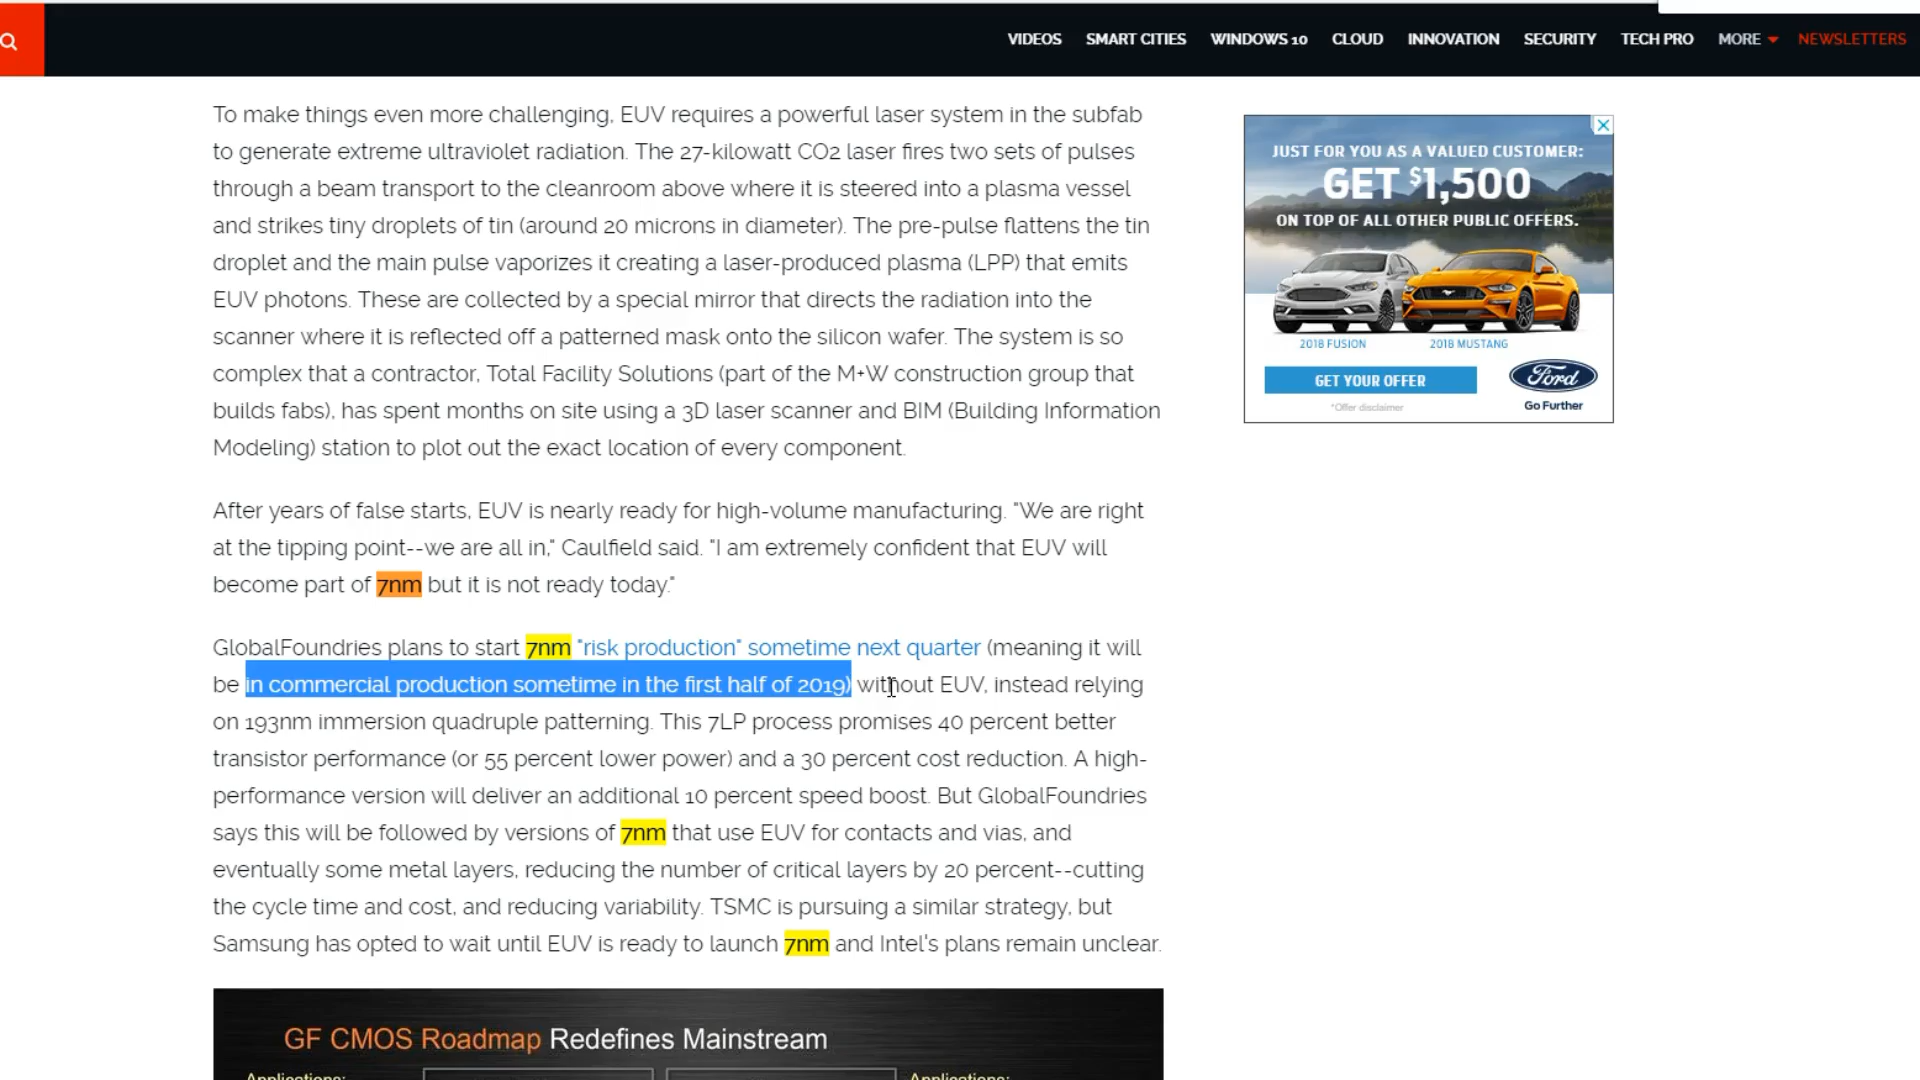 VIDEOS SMART CITIES WINDOWS 10 CLOUD INNOVATION SECURITY TECH PRO MORE NEWSLETTERS
To make things even more challenging, EUV requires a powerful laser system in the subfab
to generate extreme ultraviolet radiation. The 27-kilowatt CO2 laser fires two sets of pulses
through a beam transport to the cleanroom above where it is steered into a plasma vessel
and strikes tiny droplets of tin (around 20 microns in diameter). The pre-pulse flattens the tin
droplet and the main pulse vaporizes it creating a laser-produced plasma (LPP) that emits
EUV photons. These are collected by a special mirror that directs the radiation into the
scanner where it is reflected off a patterned mask onto the silicon wafer. The system is so
complex that a contractor, Total Facility Solutions (part of the M+W construction group that
builds fabs), has spent months on site using a 3D laser scanner and BIM (Building Information
Modeling) station to plot out the exact location of every component.
After years of false starts, EUV is nearly ready for high-volume manufacturing. "We are right
at the tipping point--we are all in," Caulfield said. "I am extremely confident that EUV will
become part of 7nm but it is not ready today."
GlobalFoundries plans to start 7nm "risk production" sometime next quarter (meaning it will
be in commercial production sometime in the first half of 2019) without EUV, instead relying
on 193nm immersion quadruple patterning. This 7LP process promises 40 percent better
transistor performance (or 55 percent lower power) and a 30 percent cost reduction. A high-
performance version will deliver an additional 10 percent speed boost. But GlobalFoundries
says this will be followed by versions of 7nm that use EUV for contacts and vias, and
eventually some metal layers, reducing the number of critical layers by 20 percent--cutting
the cycle time and cost, and reducing variability. TSMC is pursuing a similar strategy, but
Samsung has opted to wait until EUV is ready to launch 7nm and Intel's plans remain unclear.
GF CMOS Roadmap Redefines Mainstream
Applications: Applications:
JUST FOR YOU AS A VALUED CUSTOMER:
GET $1,500
ON TOP OF ALL OTHER PUBLIC OFFERS.
2018 FUSION 2018 MUSTANG
GET YOUR OFFER
*Offer disclaimer
Ford
Go Further